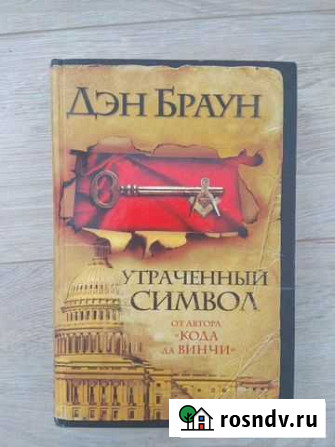 ДЭН БРАУН
УТРАЧЕННЫЙ
СИМВОЛ
ОТ АВТОРА
«КОДА
ДА ВИНЧИ»
rosndv.ru